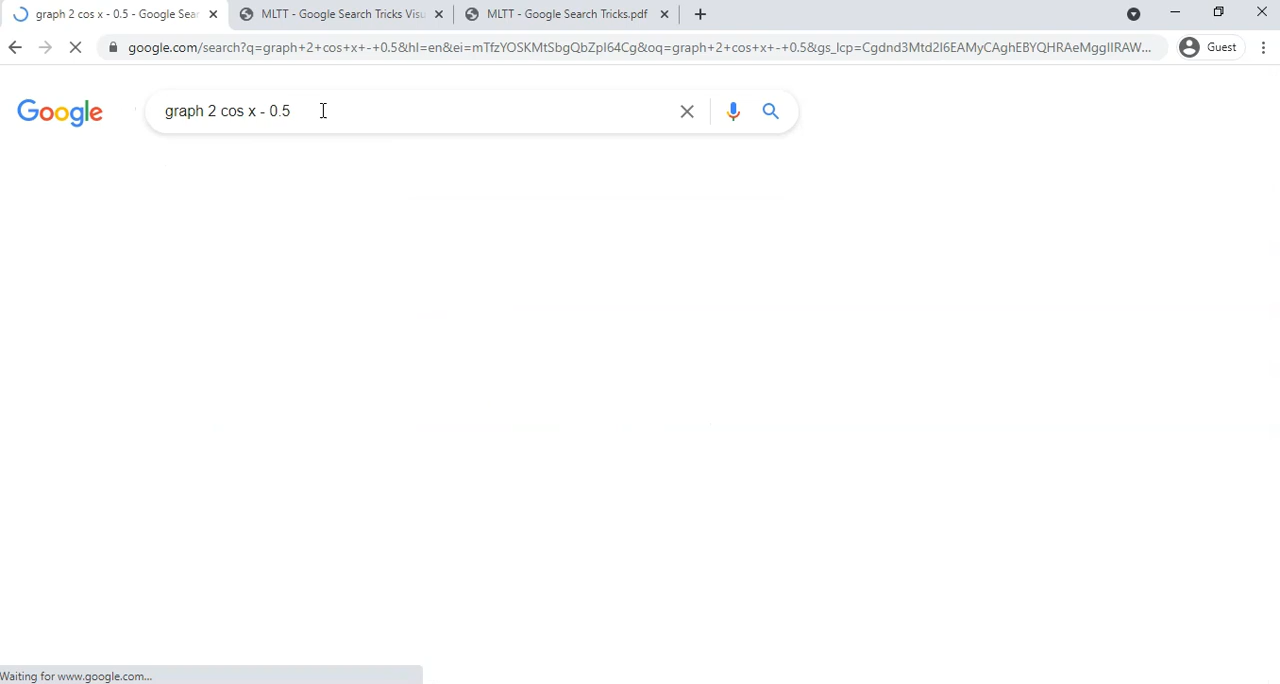 graph 2 cos x - 0.5 - Google Sear
MLTT - Google Search Tricks Visu
MLTT - Google Search Tricks.pdf
google.com/search?q=graph+2+cos+x+-+0.5&hl=en&ei=mTfzYOSKMtSbgQbZpI64Cg&oq=graph+2+cos+x+-+0.5&gs_lcp=Cgdnd3Mtd2l6EAMyCAghEBYQHRAeMggIIRAW...
Guest
Google
graph 2 cos x - 0.5
Waiting for www.google.com...